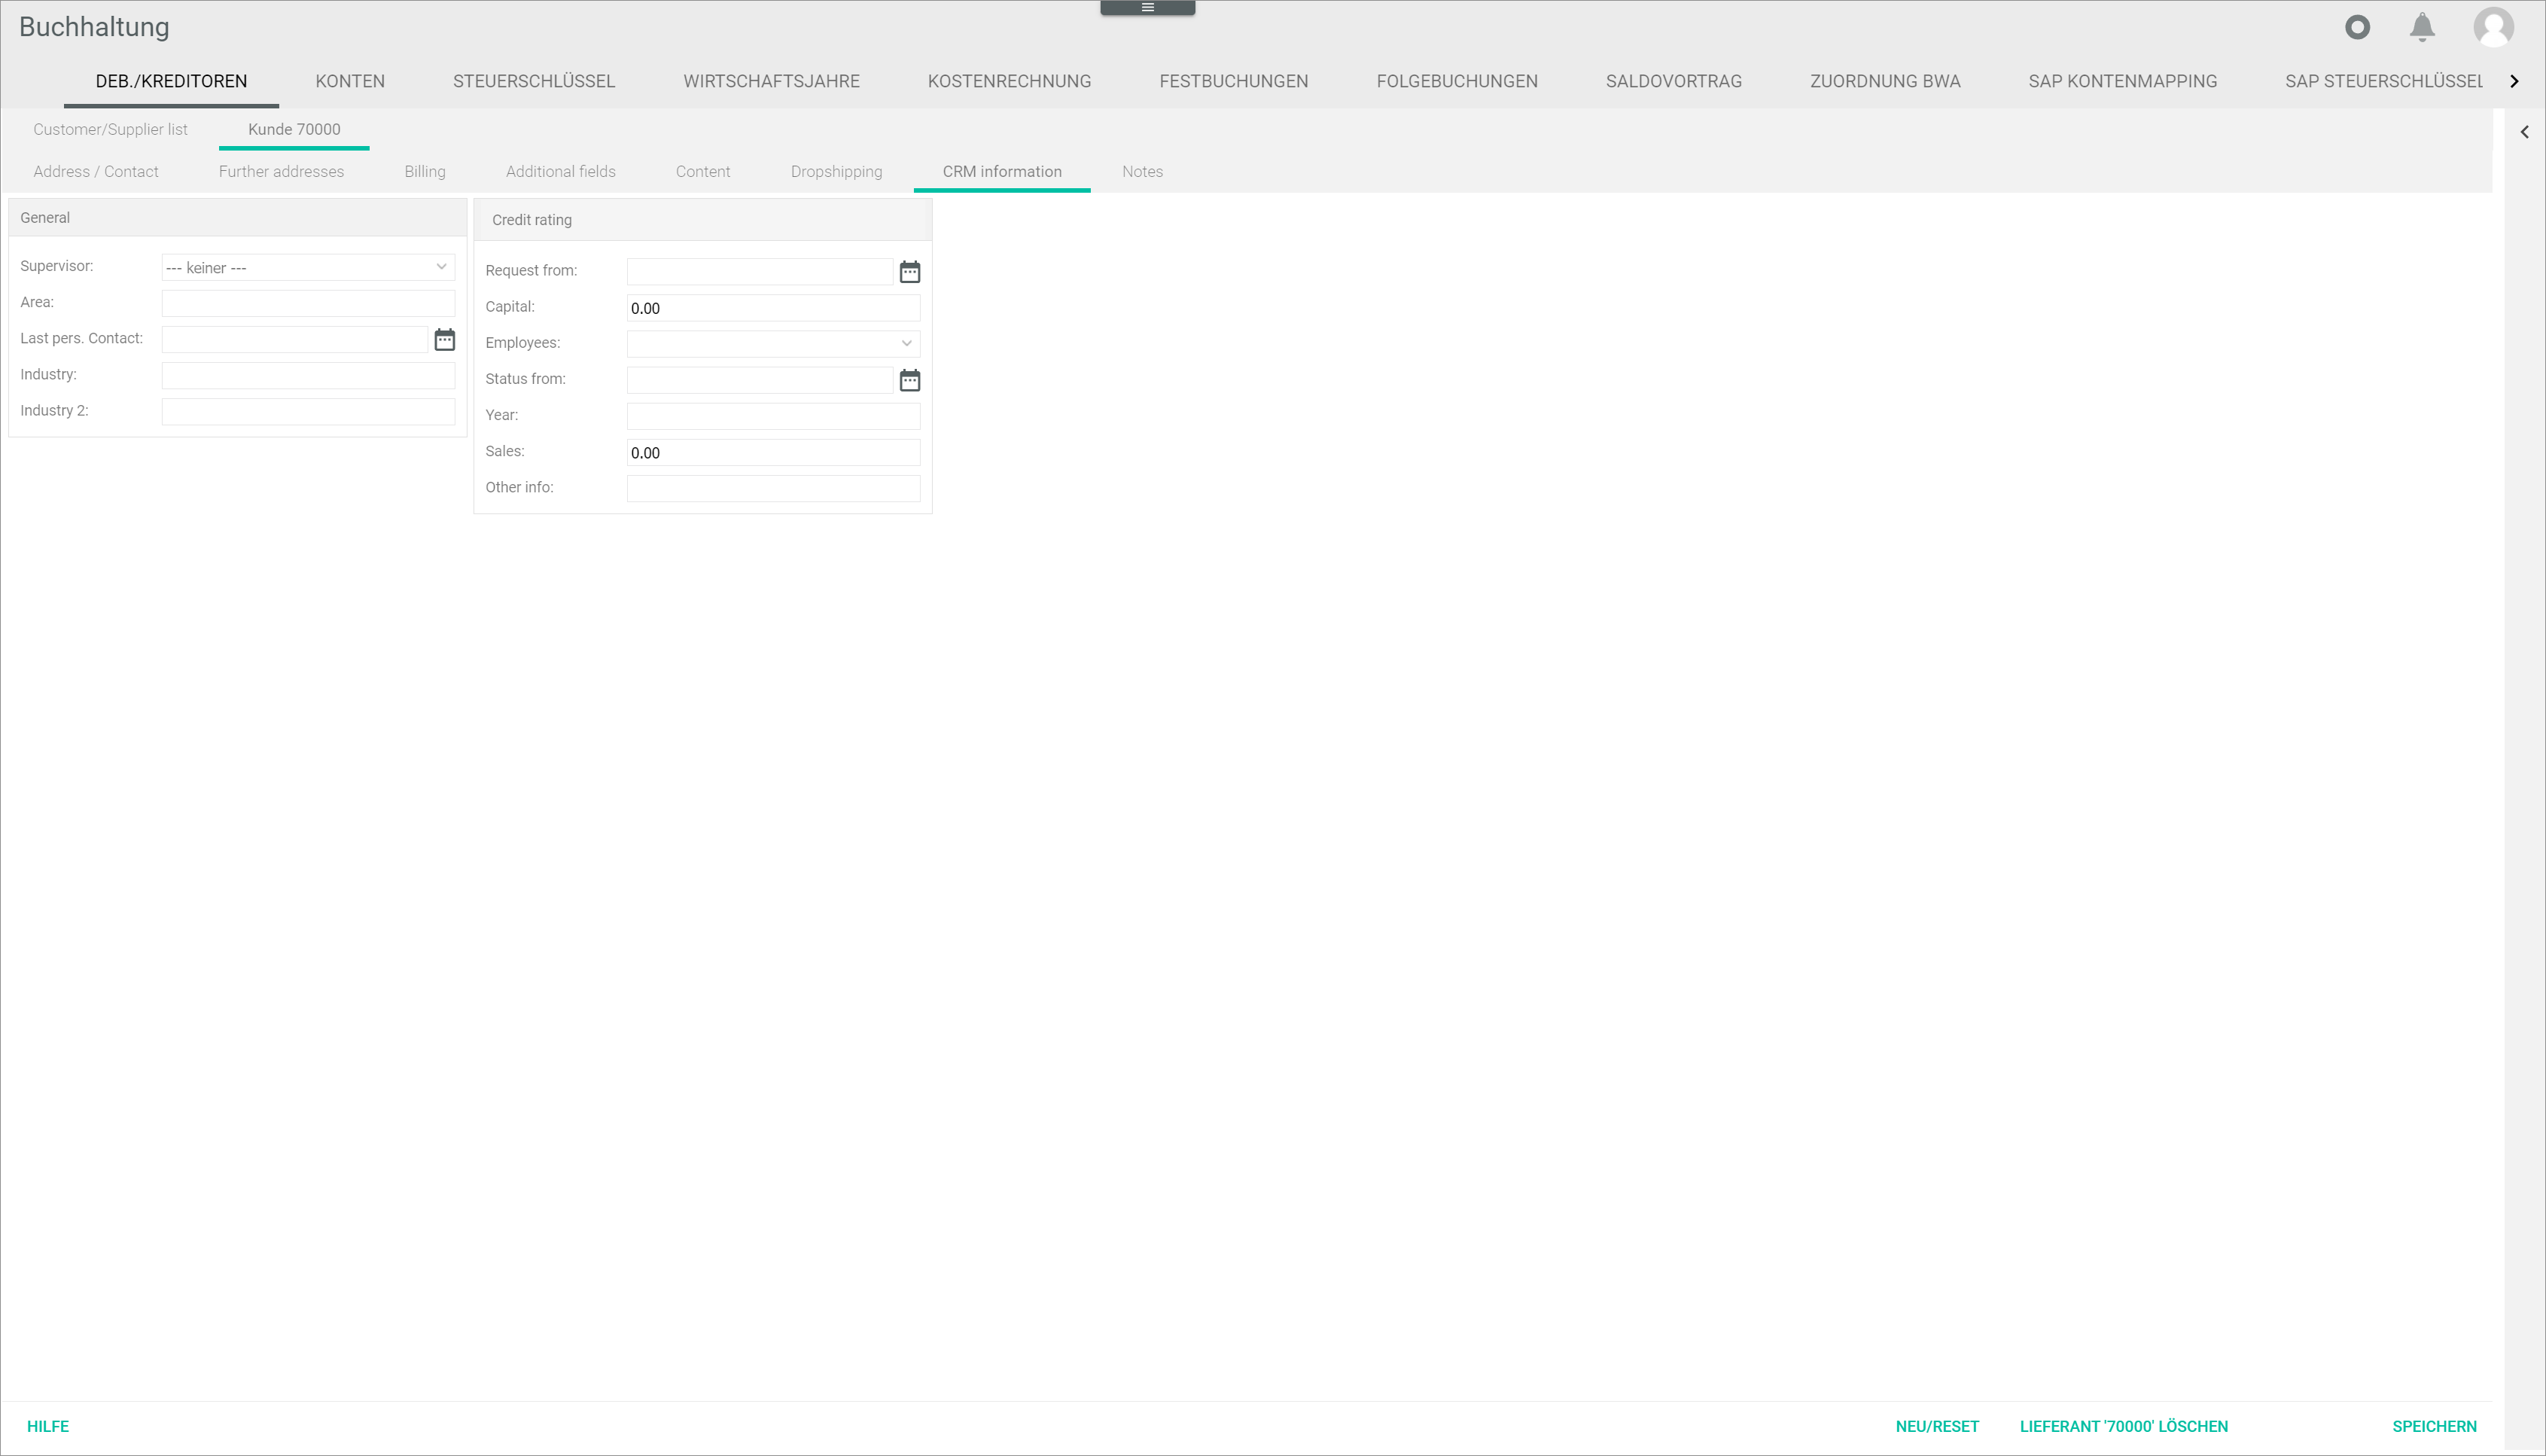 Buchhaltung
DEB./KREDITOREN KONTEN STEUERSCHLÜSSEL WIRTSCHAFTSJAHRE KOSTENRECHNUNG FESTBUCHUNGEN FOLGEBUCHUNGEN SALDOVORTRAG ZUORDNUNG BWA SAP KONTENMAPPING SAP STEUERSCHLÜSSEL
Customer/Supplier list Kunde 70000
Address / Contact Further addresses Billing Additional fields Content Dropshipping CRM information Notes
General
Supervisor: --- keiner ---
Area:
Last pers. Contact:
Industry:
Industry 2:
Credit rating
Request from:
Capital: 0.00
Employees:
Status from:
Year:
Sales: 0.00
Other info:
HILFE NEU/RESET LIEFERANT '70000' LÖSCHEN SPEICHERN